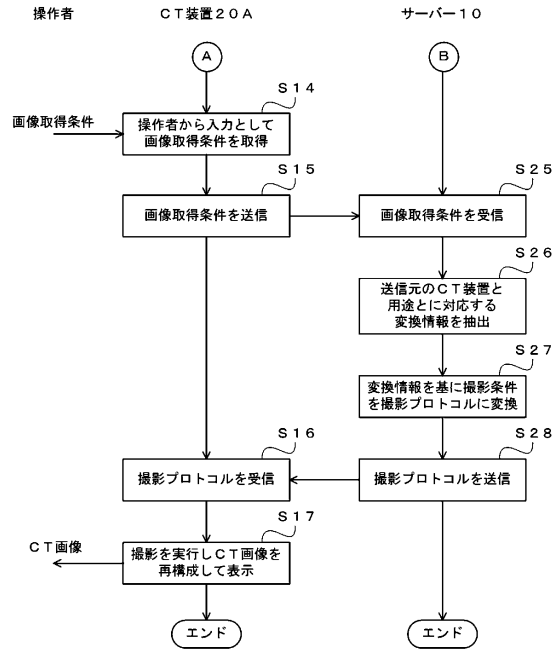 操作者
CT装置20A
サーバー10
A
B
S14
画像取得条件
操作者から入力として
画像取得条件を取得
S15
画像取得条件を送信
S25
画像取得条件を受信
S26
送信元のCT装置と
用途とに対応する
変換情報を抽出
S27
変換情報を基に撮影条件
を撮影プロトコルに変換
S16
撮影プロトコルを受信
S28
撮影プロトコルを送信
S17
CT画像
撮影を実行しCT画像を
再構成して表示
エンド
エンド